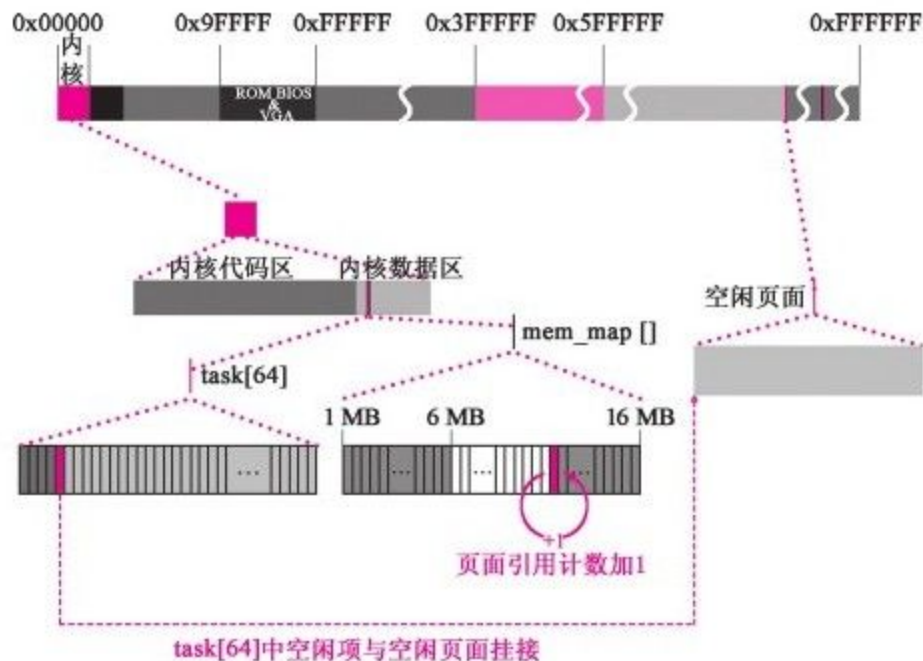 0x00000 0x9FFFF 0xFFFFF 0x3FFFFF 0x5FFFFF 0xFFFFFF
内
核
ROM BIOS
&
VGA
内核代码区 内核数据区
空闲页面
mem_map []
task[64]
1 MB 6 MB 16 MB
... ... ... ...
+1
页面引用计数加1
task[64]中空闲项与空闲页面挂接